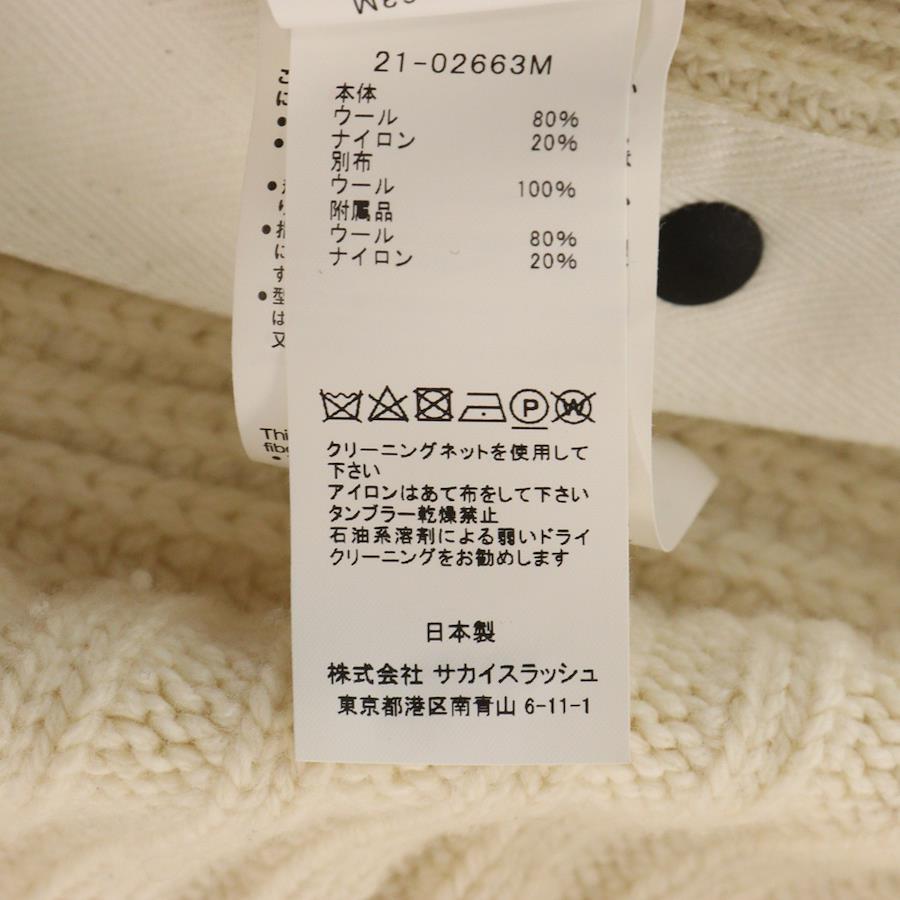 21-02663M
本体
ウール 80%
ナイロン 20%
別布
ウール 100%
附属品
ウール 80%
ナイロン 20%
P W
クリーニングネットを使用して
下さい
アイロンはあて布をして下さい
タンブラー乾燥禁止
石油系溶剤による弱いドライ
クリーニングをお勧めします
日本製
株式会社 サカイスラッシュ
東京都港区南青山 6-11-1